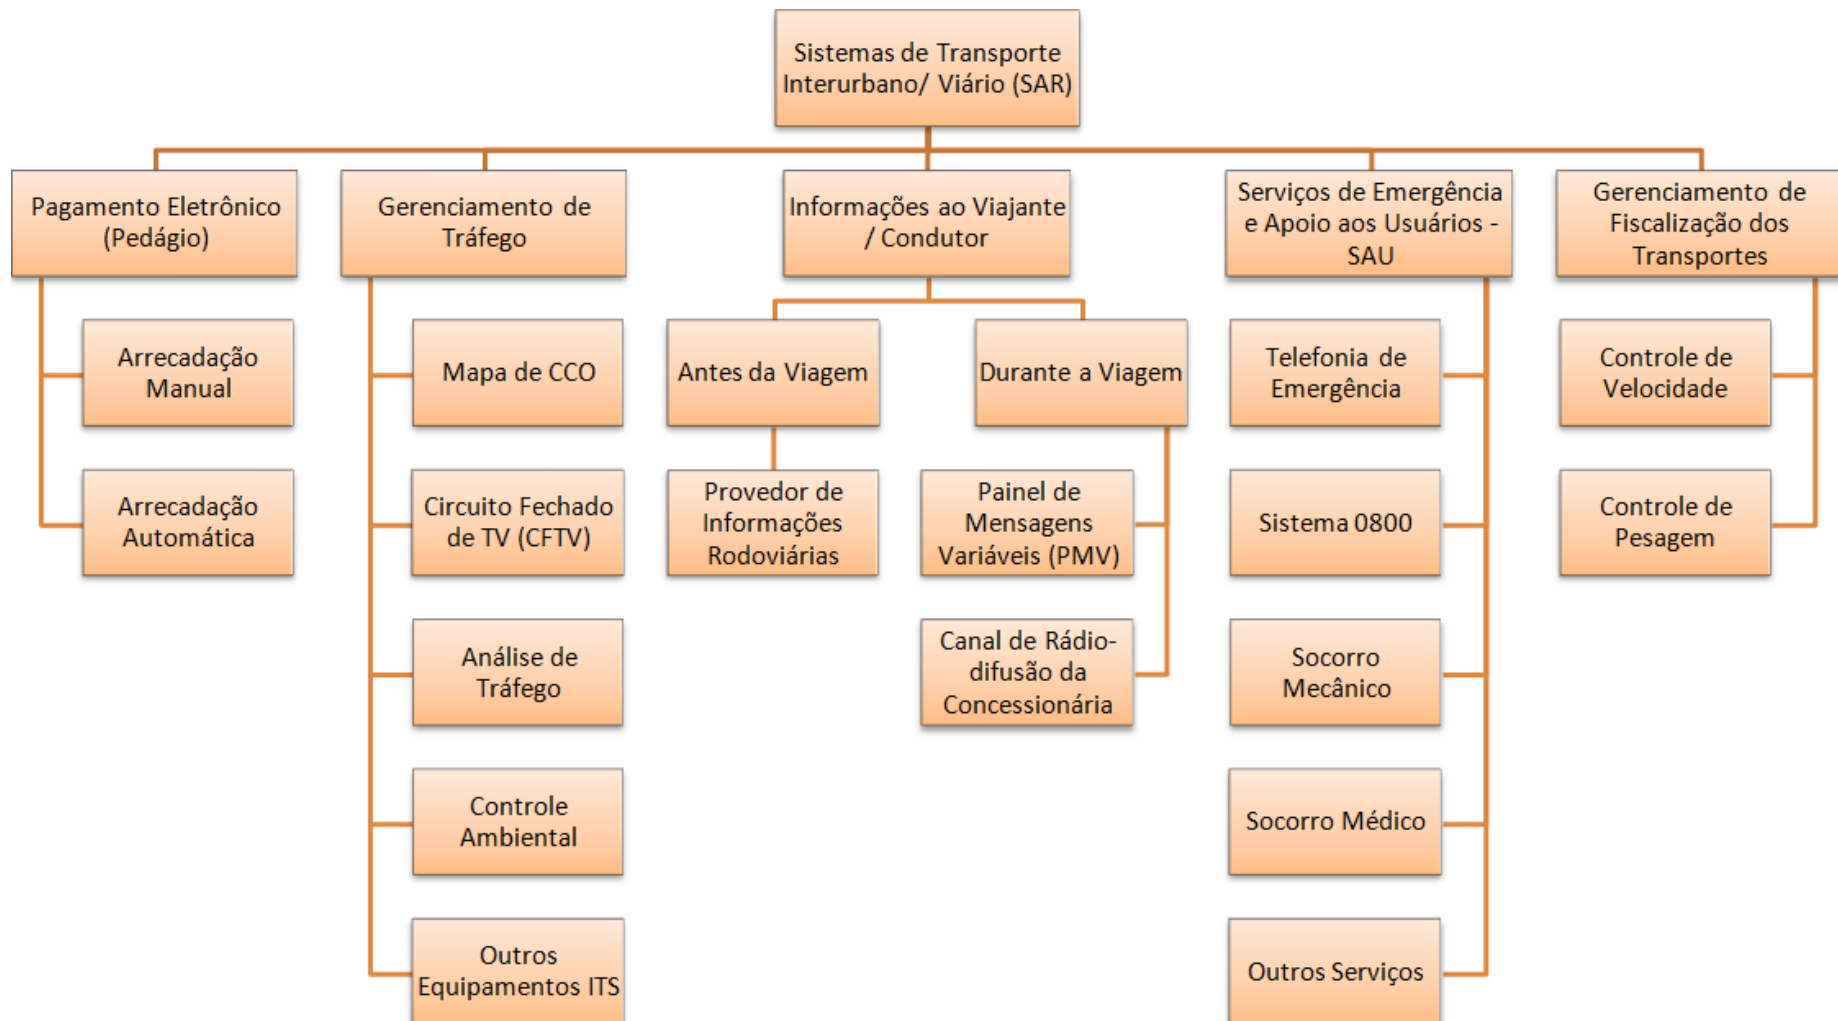 Sistemas de Transporte
Interurbano/ Viário (SAR)
Pagamento Eletrônico
(Pedágio)
Gerenciamento de
Tráfego
Informações ao Viajante
/ Condutor
Serviços de Emergência
e Apoio aos Usuários -
SAU
Gerenciamento de
Fiscalização dos
Transportes
Arrecadação
Manual
Mapa de CCO
Antes da Viagem
Durante a Viagem
Telefonia de
Emergência
Controle de
Velocidade
Arrecadação
Automática
Circuito Fechado
de TV (CFTV)
Provedor de
Informações
Rodoviárias
Painel de
Mensagens
Variáveis (PMV)
Sistema 0800
Controle de
Pesagem
Análise de
Tráfego
Canal de Rádio-
difusão da
Concessionária
Socorro
Mecânico
Controle
Ambiental
Socorro Médico
Outros
Equipamentos ITS
Outros Serviços